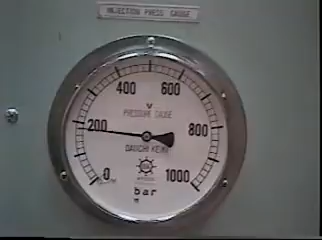 INJECTION PRESS GAUGE
400 600
V
PRESSURE GAUGE
200 800
DAIICHI KEIKI
0 1000
bar